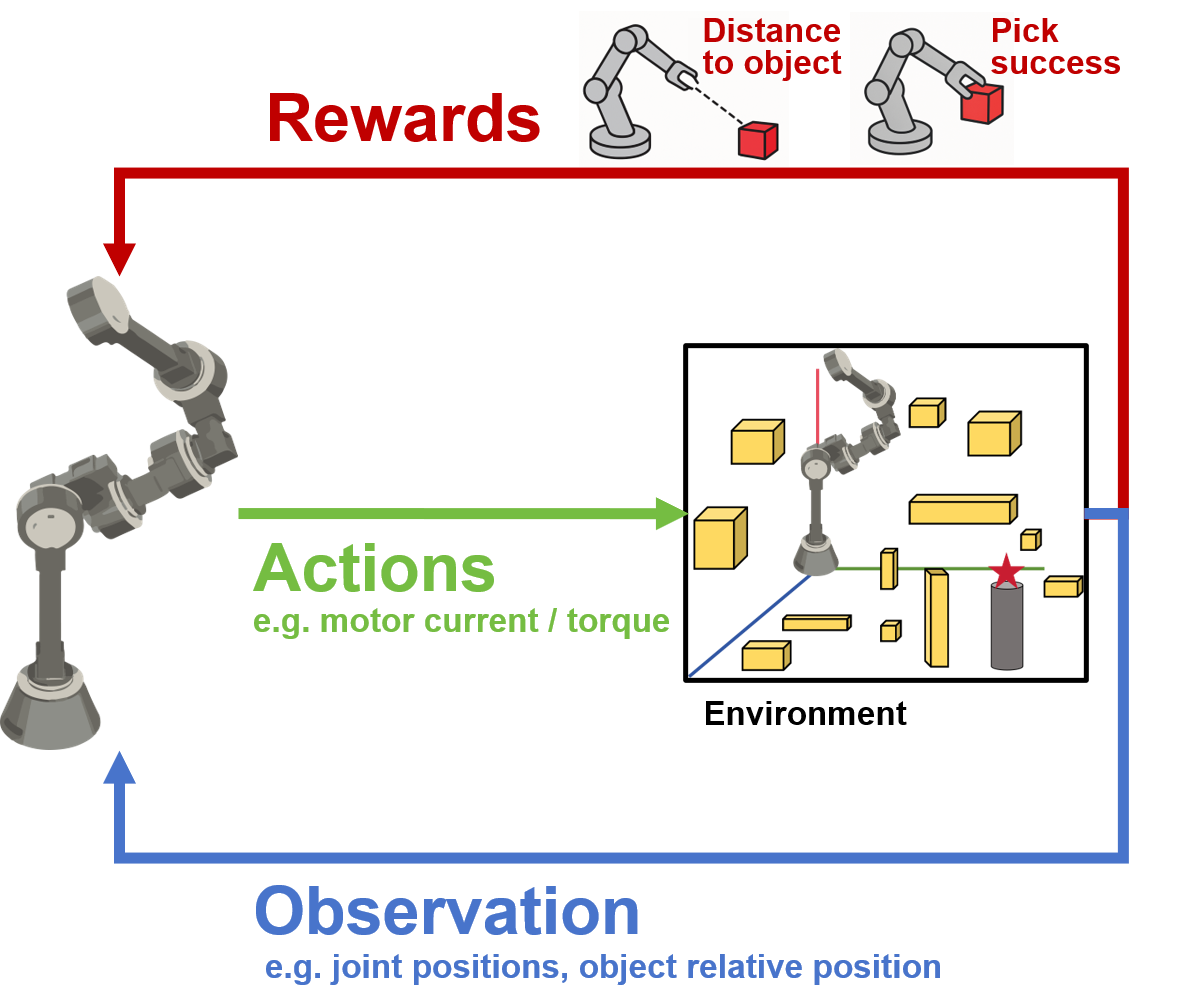 Distance
to object
Pick
success
Rewards
Actions
e.g. motor current / torque
Environment
Observation
e.g. joint positions, object relative position